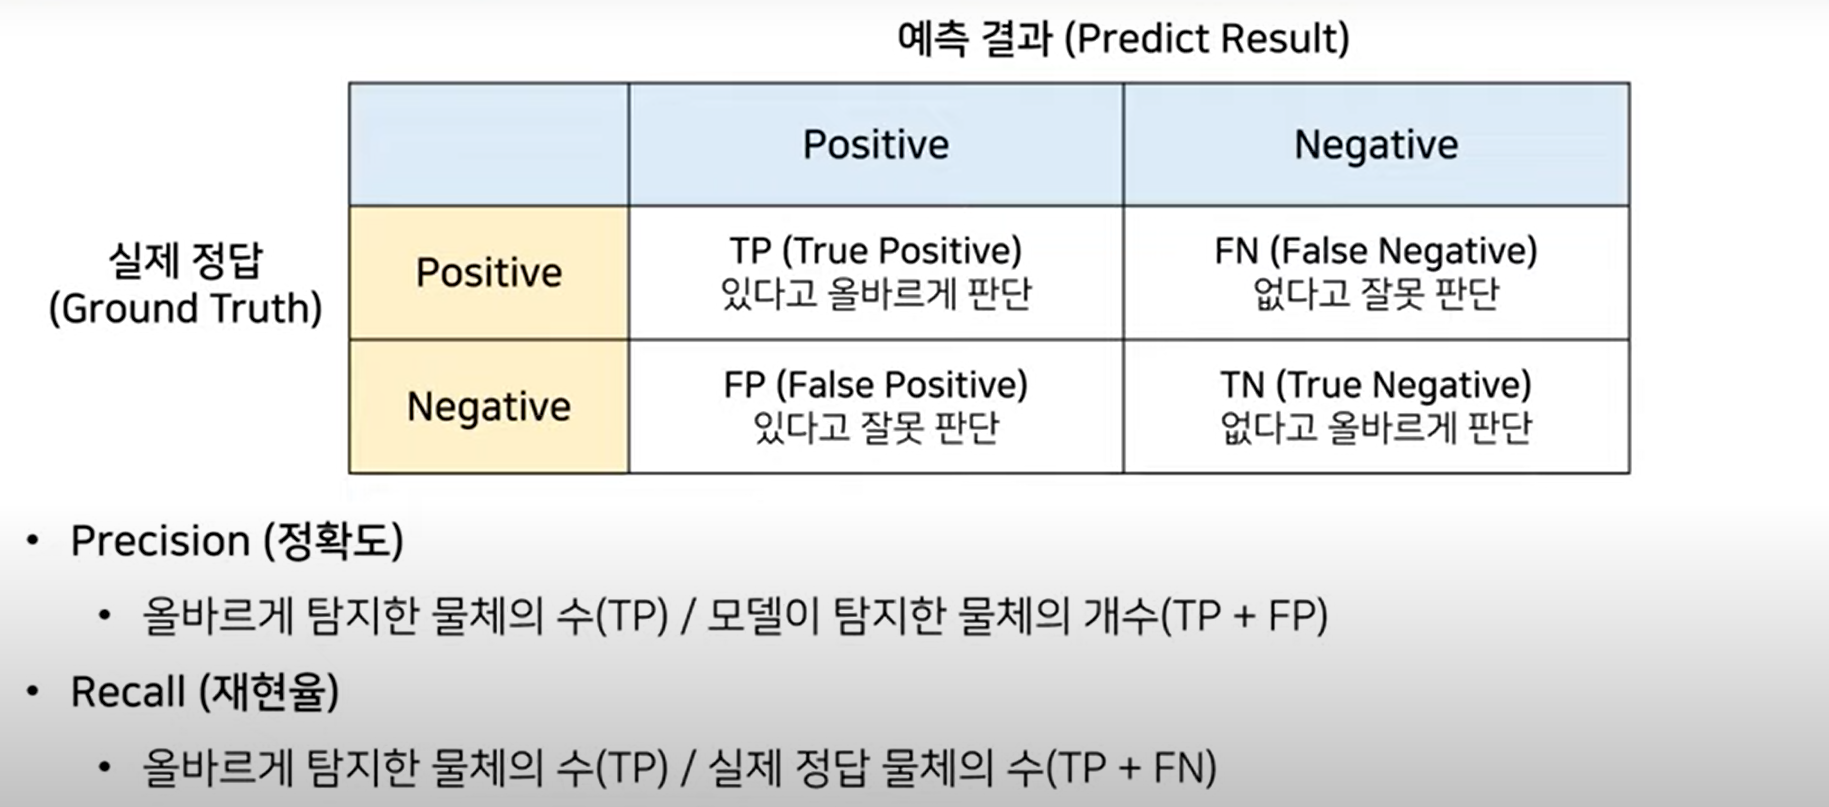 예측 결과 (Predict Result)
Positive
Negative
실제 정답
(Ground Truth)
Positive
TP (True Positive)
있다고 올바르게 판단
FN (False Negative)
없다고 잘못 판단
Negative
FP (False Positive)
있다고 잘못 판단
TN (True Negative)
없다고 올바르게 판단
• Precision (정확도)
• 올바르게 탐지한 물체의 수(TP) / 모델이 탐지한 물체의 개수(TP + FP)
• Recall (재현율)
• 올바르게 탐지한 물체의 수(TP) / 실제 정답 물체의 수(TP + FN)